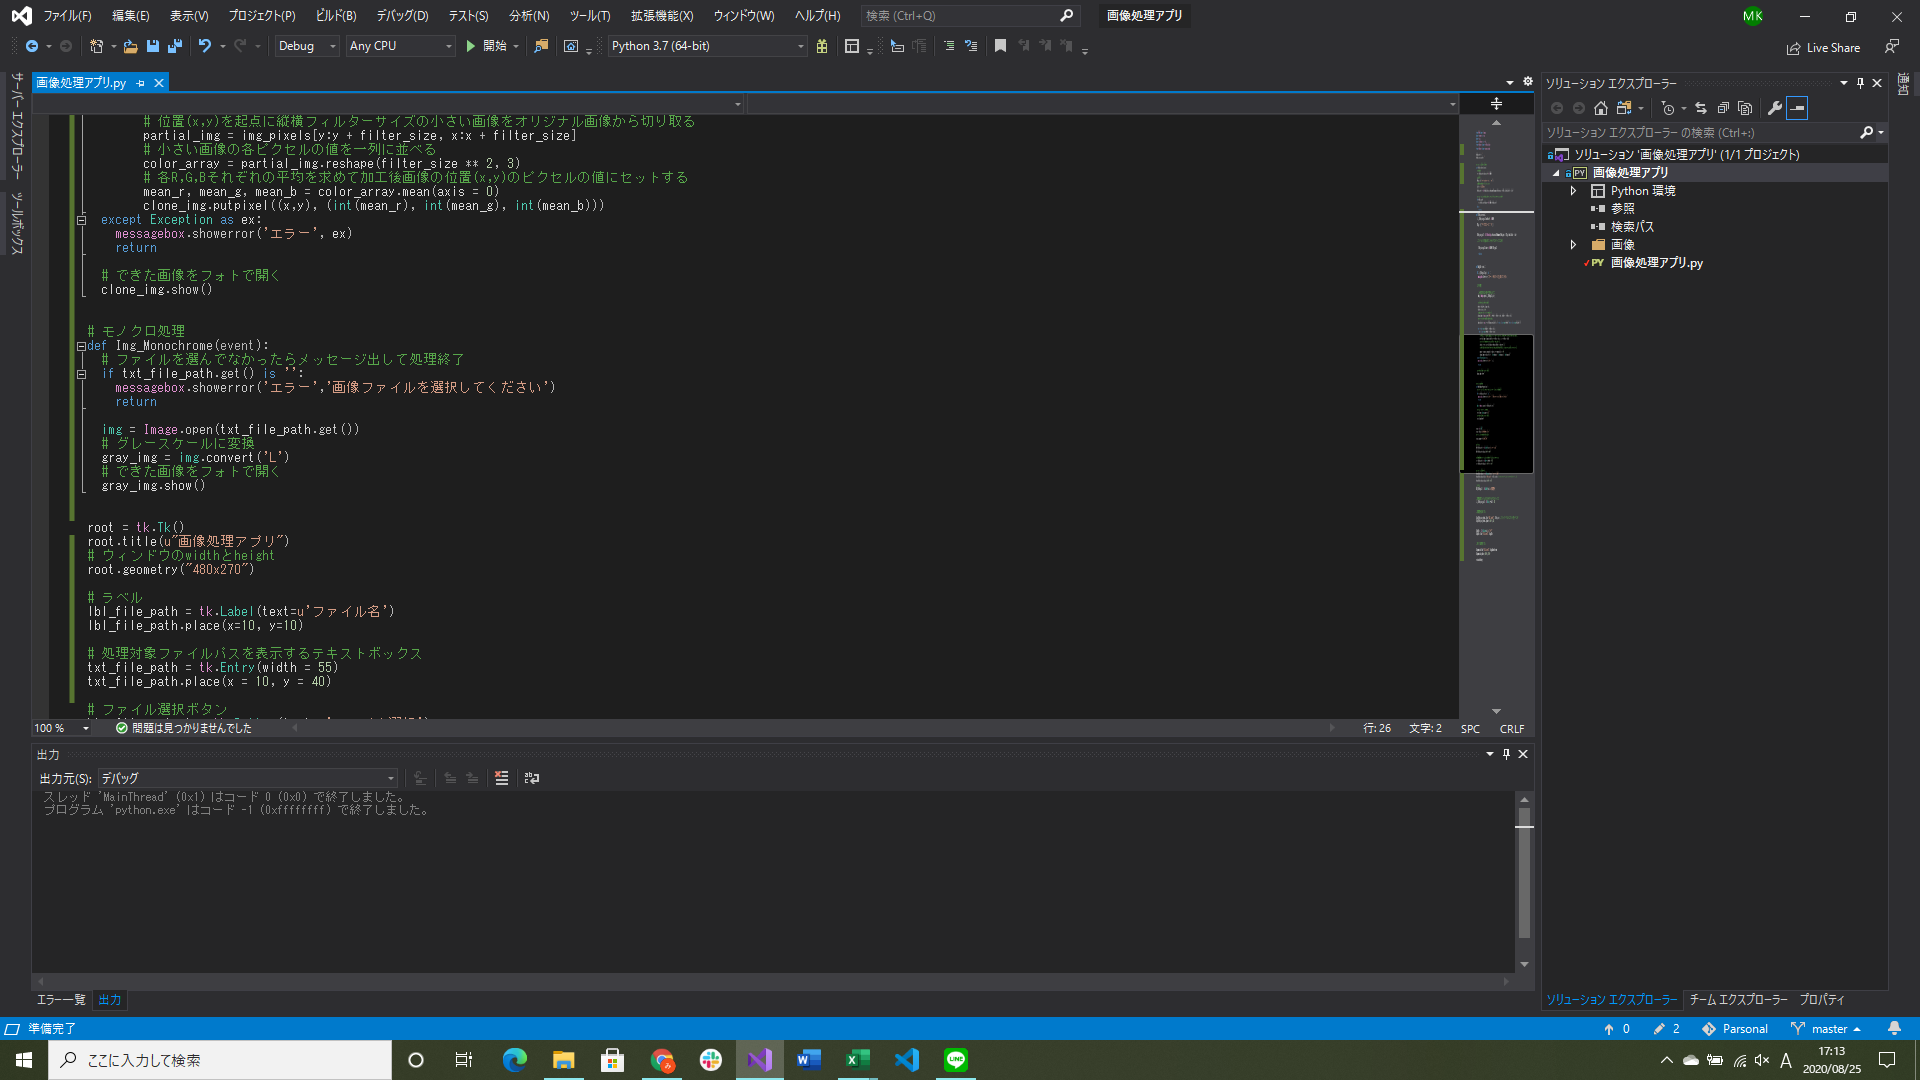 ファイル(F) 編集(E) 表示(V) プロジェクト(P) ビルド(B) デバッグ(D) テスト(S) 分析(N) ツール(T) 拡張機能(X) ウィンドウ(W) ヘルプ(H) 検索 (Ctrl+Q) 画像処理アプリ MK
Debug Any CPU 開始 Python 3.7 (64-bit) Live Share
サーバー エクスプローラー
ツールボックス
画像処理アプリ.py
# 位置(x,y)を起点に縦横フィルターサイズの小さい画像をオリジナル画像から切り取る
partial_img = img_pixels[y:y + filter_size, x:x + filter_size]
# 小さい画像の各ピクセルの値を一列に並べる
color_array = partial_img.reshape(filter_size ** 2, 3)
# 各R,G,Bそれぞれの平均を求めて加工後画像の位置(x,y)のピクセルの値にセットする
mean_r, mean_g, mean_b = color_array.mean(axis = 0)
clone_img.putpixel((x,y), (int(mean_r), int(mean_g), int(mean_b)))
except Exception as ex:
messagebox.showerror('エラー', ex)
return
# できた画像をフォトで開く
clone_img.show()
# モノクロ処理
def Img_Monochrome(event):
# ファイルを選んでなかったらメッセージ出して処理終了
if txt_file_path.get() is '':
messagebox.showerror('エラー','画像ファイルを選択してください')
return
img = Image.open(txt_file_path.get())
# グレースケールに変換
gray_img = img.convert('L')
# できた画像をフォトで開く
gray_img.show()
root = tk.Tk()
root.title(u"画像処理アプリ")
# ウィンドウのwidthとheight
root.geometry("480x270")
# ラベル
lbl_file_path = tk.Label(text=u'ファイル名')
lbl_file_path.place(x=10, y=10)
# 処理対象ファイルパスを表示するテキストボックス
txt_file_path = tk.Entry(width = 55)
txt_file_path.place(x = 10, y = 40)
# ファイル選択ボタン
100 % 問題は見つかりませんでした 行: 26 文字: 2 SPC CRLF
出力
出力元(S): デバッグ
スレッド 'MainThread' (0x1) はコード 0 (0x0) で終了しました。
プログラム 'python.exe' はコード -1 (0xffffffff) で終了しました。
エラー一覧 出力
ソリューション エクスプローラー
ソリューション エクスプローラー の検索 (Ctrl+:)
ソリューション '画像処理アプリ' (1/1 プロジェクト)
PY 画像処理アプリ
Python 環境
参照
検索パス
画像
PY 画像処理アプリ.py
ソリューション エクスプローラー チーム エクスプローラー プロパティ
通知
準備完了 0 2 Parsonal master
ここに入力して検索 A 17:13
2020/08/25